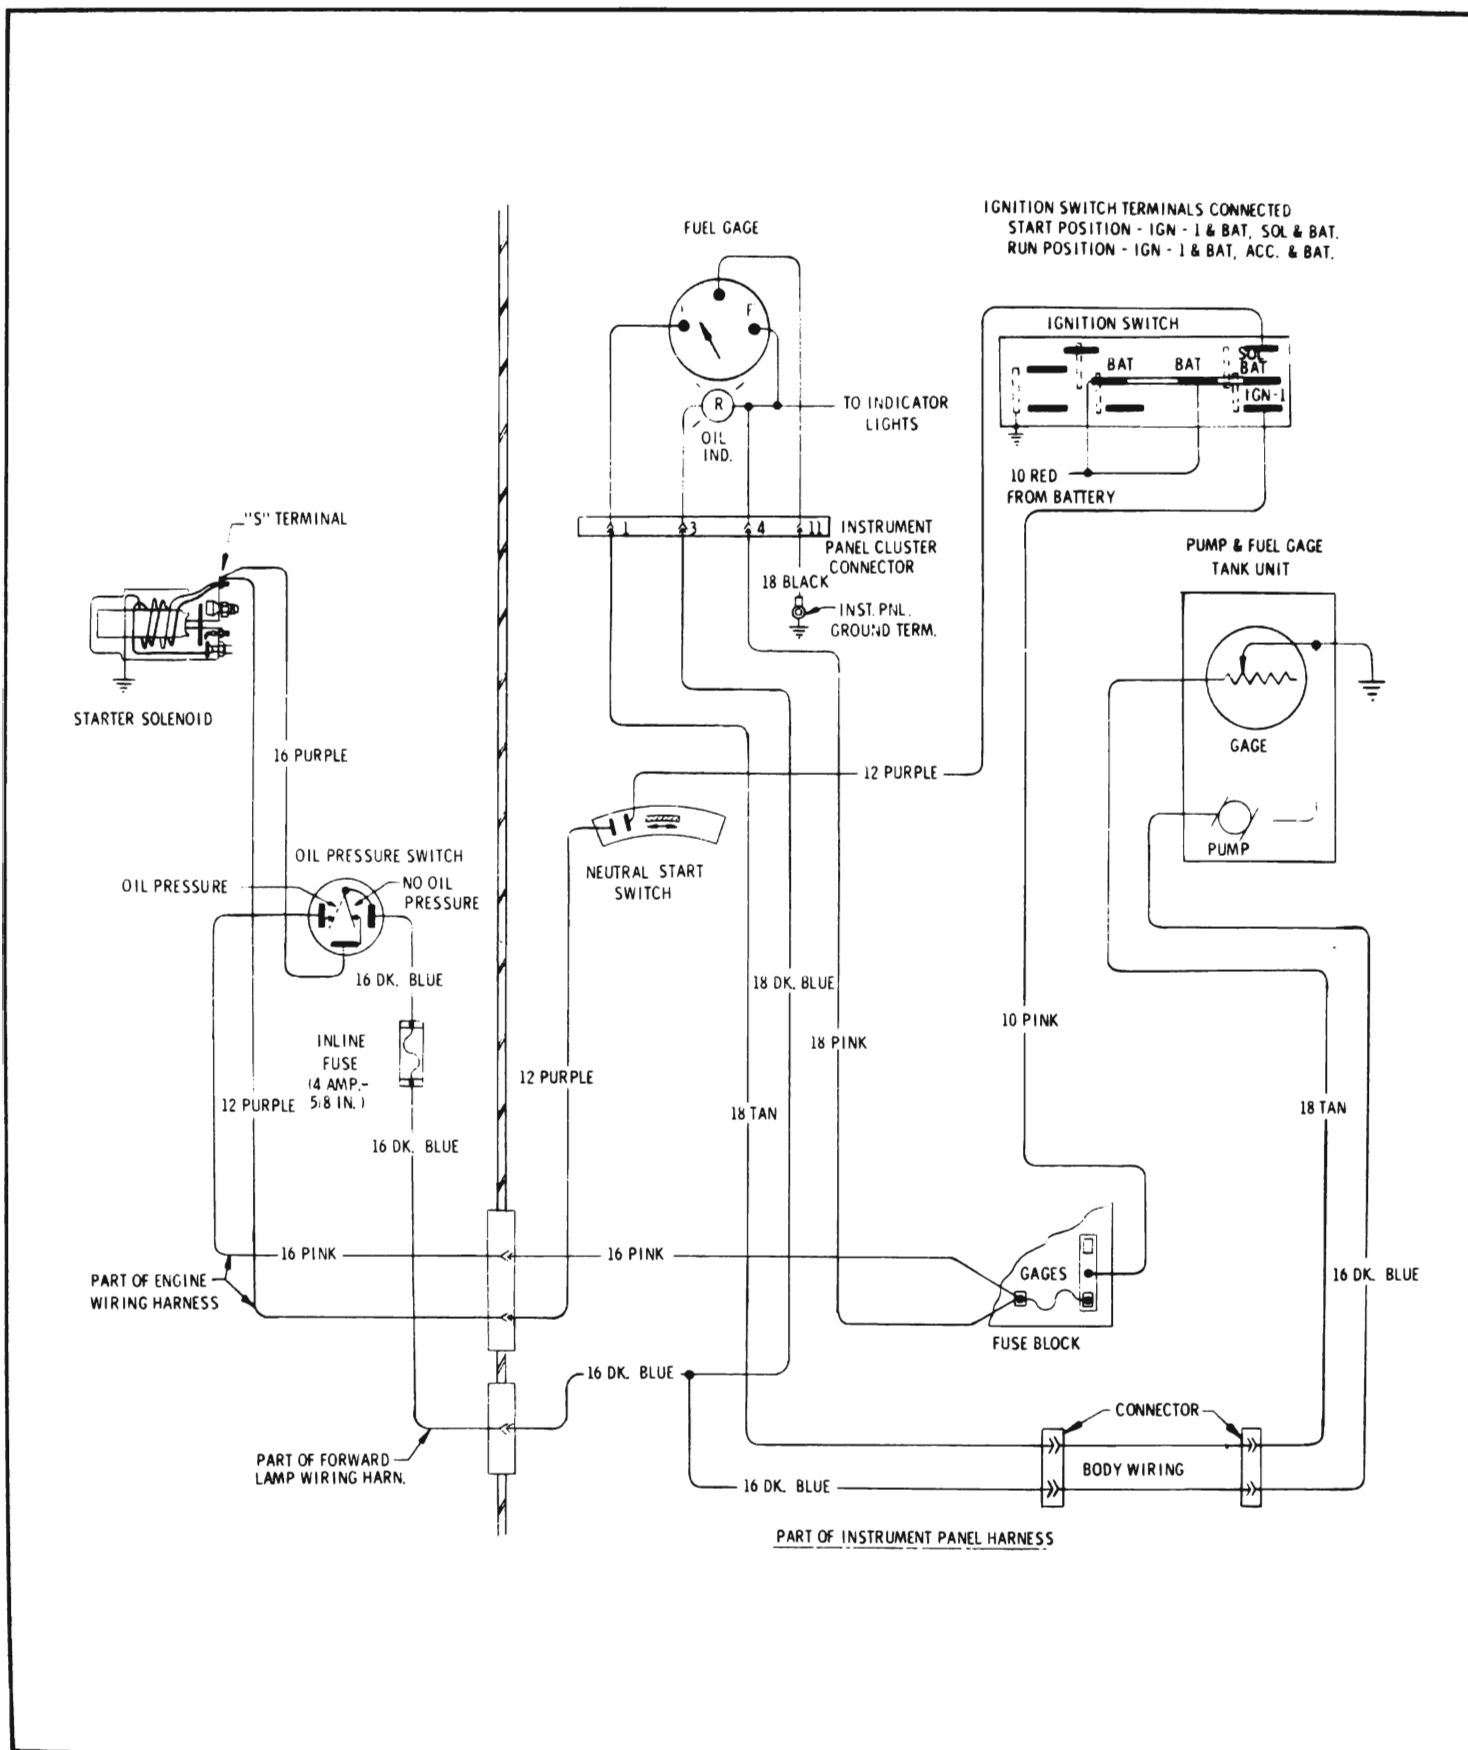 IGNITION SWITCH TERMINALS CONNECTED
START POSITION - IGN - 1 & BAT, SOL & BAT.
RUN POSITION - IGN - 1 & BAT, ACC. & BAT.
FUEL GAGE
F
IGNITION SWITCH
SOL
BAT
BAT
BAT
IGN-1
R
OIL
IND.
TO INDICATOR
LIGHTS
10 RED
FROM BATTERY
"S" TERMINAL
1
3
4
11
INSTRUMENT
PANEL CLUSTER
CONNECTOR
PUMP & FUEL GAGE
TANK UNIT
18 BLACK
INST. PNL.
GROUND TERM.
STARTER SOLENOID
GAGE
16 PURPLE
12 PURPLE
PUMP
OIL PRESSURE SWITCH
OIL PRESSURE
NO OIL
PRESSURE
NEUTRAL START
SWITCH
16 DK. BLUE
18 DK. BLUE
10 PINK
INLINE
FUSE
(4 AMP.-
5/8 IN.)
18 PINK
12 PURPLE
12 PURPLE
18 TAN
18 TAN
16 DK. BLUE
16 PINK
16 PINK
GAGES
16 DK. BLUE
PART OF ENGINE
WIRING HARNESS
FUSE BLOCK
16 DK. BLUE
CONNECTOR
PART OF FORWARD
LAMP WIRING HARN.
BODY WIRING
16 DK. BLUE
PART OF INSTRUMENT PANEL HARNESS